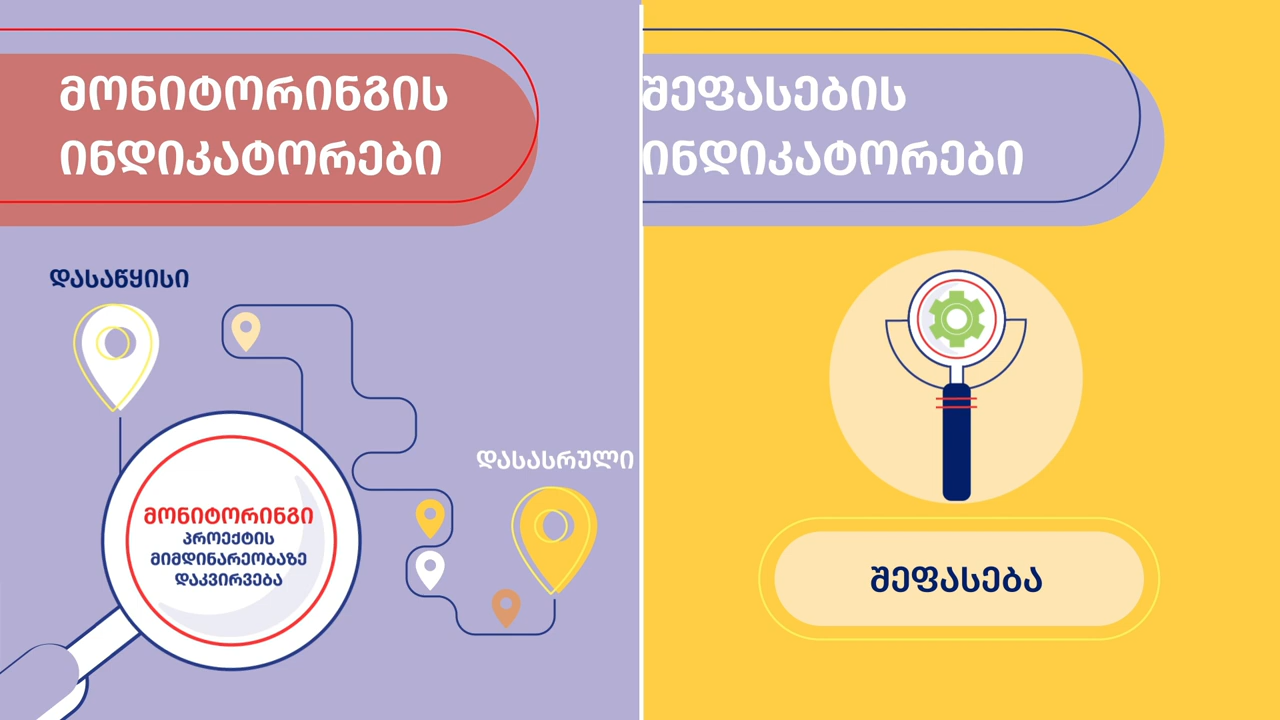 მონიტორინგის
ინდიკატორები
დასაწყისი
დასასრული
მონიტორინგი
პროექტის
მიმდინარეობაზე
დაკვირვება
შეფასების
ინდიკატორები
შეფასება